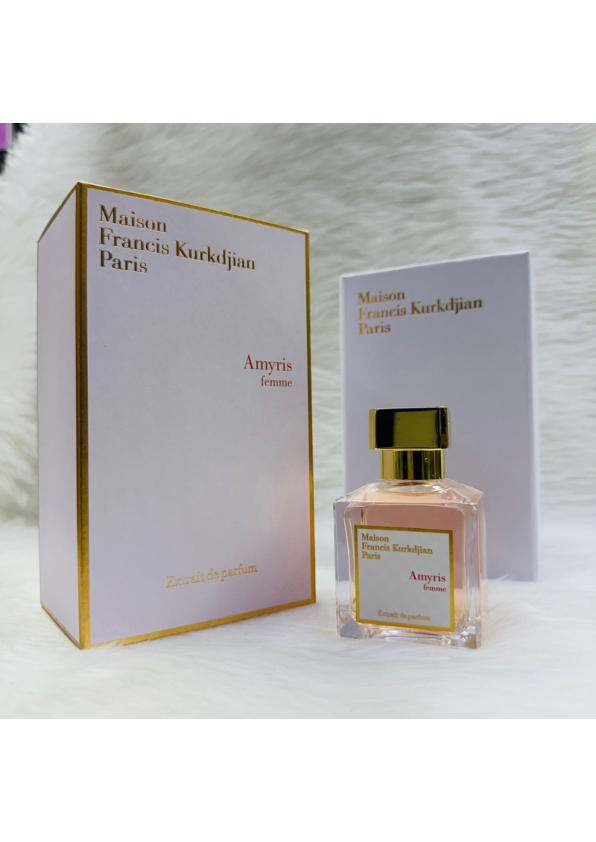 Maison
Francis Kurkdjian
Paris
Amyris
femme
Extrait de parfum
Maison
Francis Kurkdjian
Paris
Maison
Francis Kurkdjian
Paris
Amyris
femme
Extrait de parfum